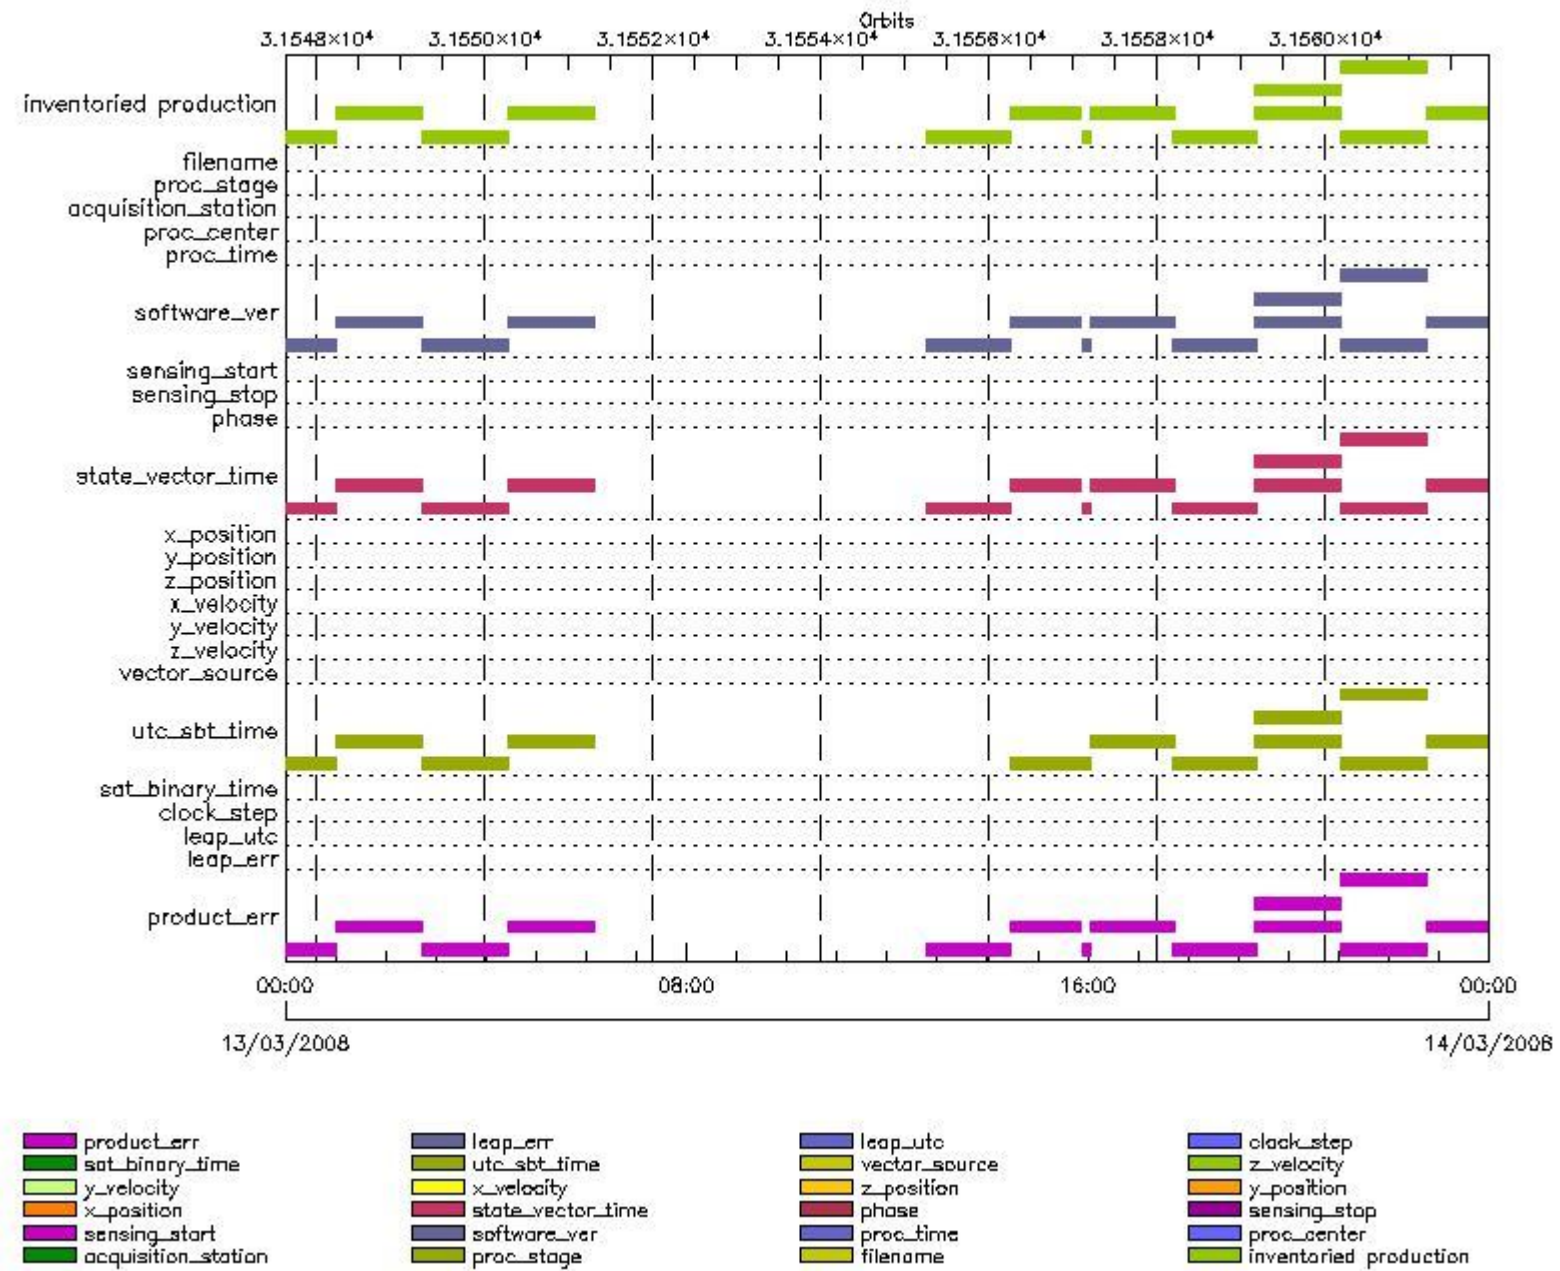 Orbits
3.1548×10⁴ 3.1550×10⁴ 3.1552×10⁴ 3.1554×10⁴ 3.1556×10⁴ 3.1558×10⁴ 3.1560×10⁴
inventoried production
filename
proc_stage
acquisition_station
proc_center
proc_time
software_ver
sensing_start
sensing_stop
phase
state_vector_time
x_position
y_position
z_position
x_velocity
y_velocity
z_velocity
vector_source
utc_sbt_time
sat_binary_time
clock_step
leap_utc
leap_err
product_err
00:00 08:00 16:00 00:00
13/03/2008 14/03/2008
product_err leap_err leap_utc clock_step
sat_binary_time utc_sbt_time vector_source z_velocity
y_velocity x_velocity z_position y_position
x_position state_vector_time phase sensing_stop
sensing_start software_ver proc_time proc_center
acquisition_station proc_stage filename inventoried production